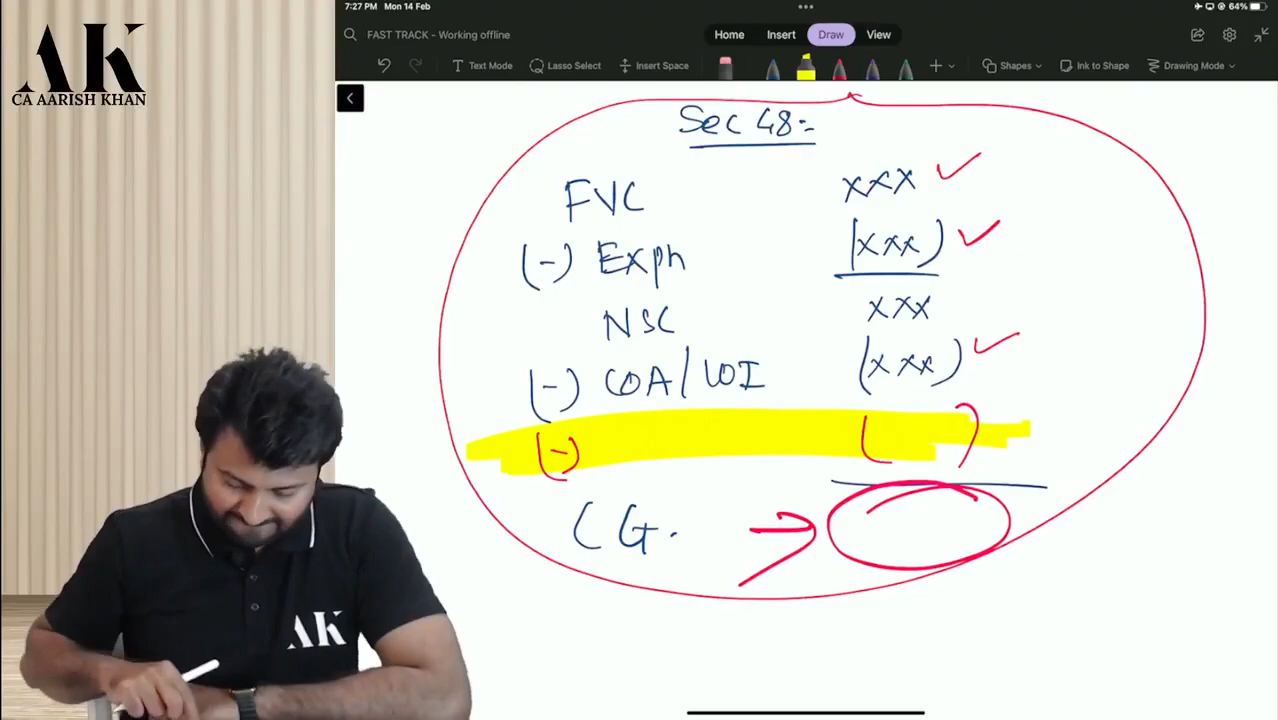 7:27 PM Mon 14 Feb
64%
AK
CA AARISH KHAN
FAST TRACK - Working offline
Home Insert Draw View
Text Mode Lasso Select Insert Space Shapes Ink to Shape Drawing Mode
Sec 48:-
FVC xxx
(-) Exph (xxx)
NSC xxx
(-) COA/COI (xxx)
(-) ( )
CG.
AK